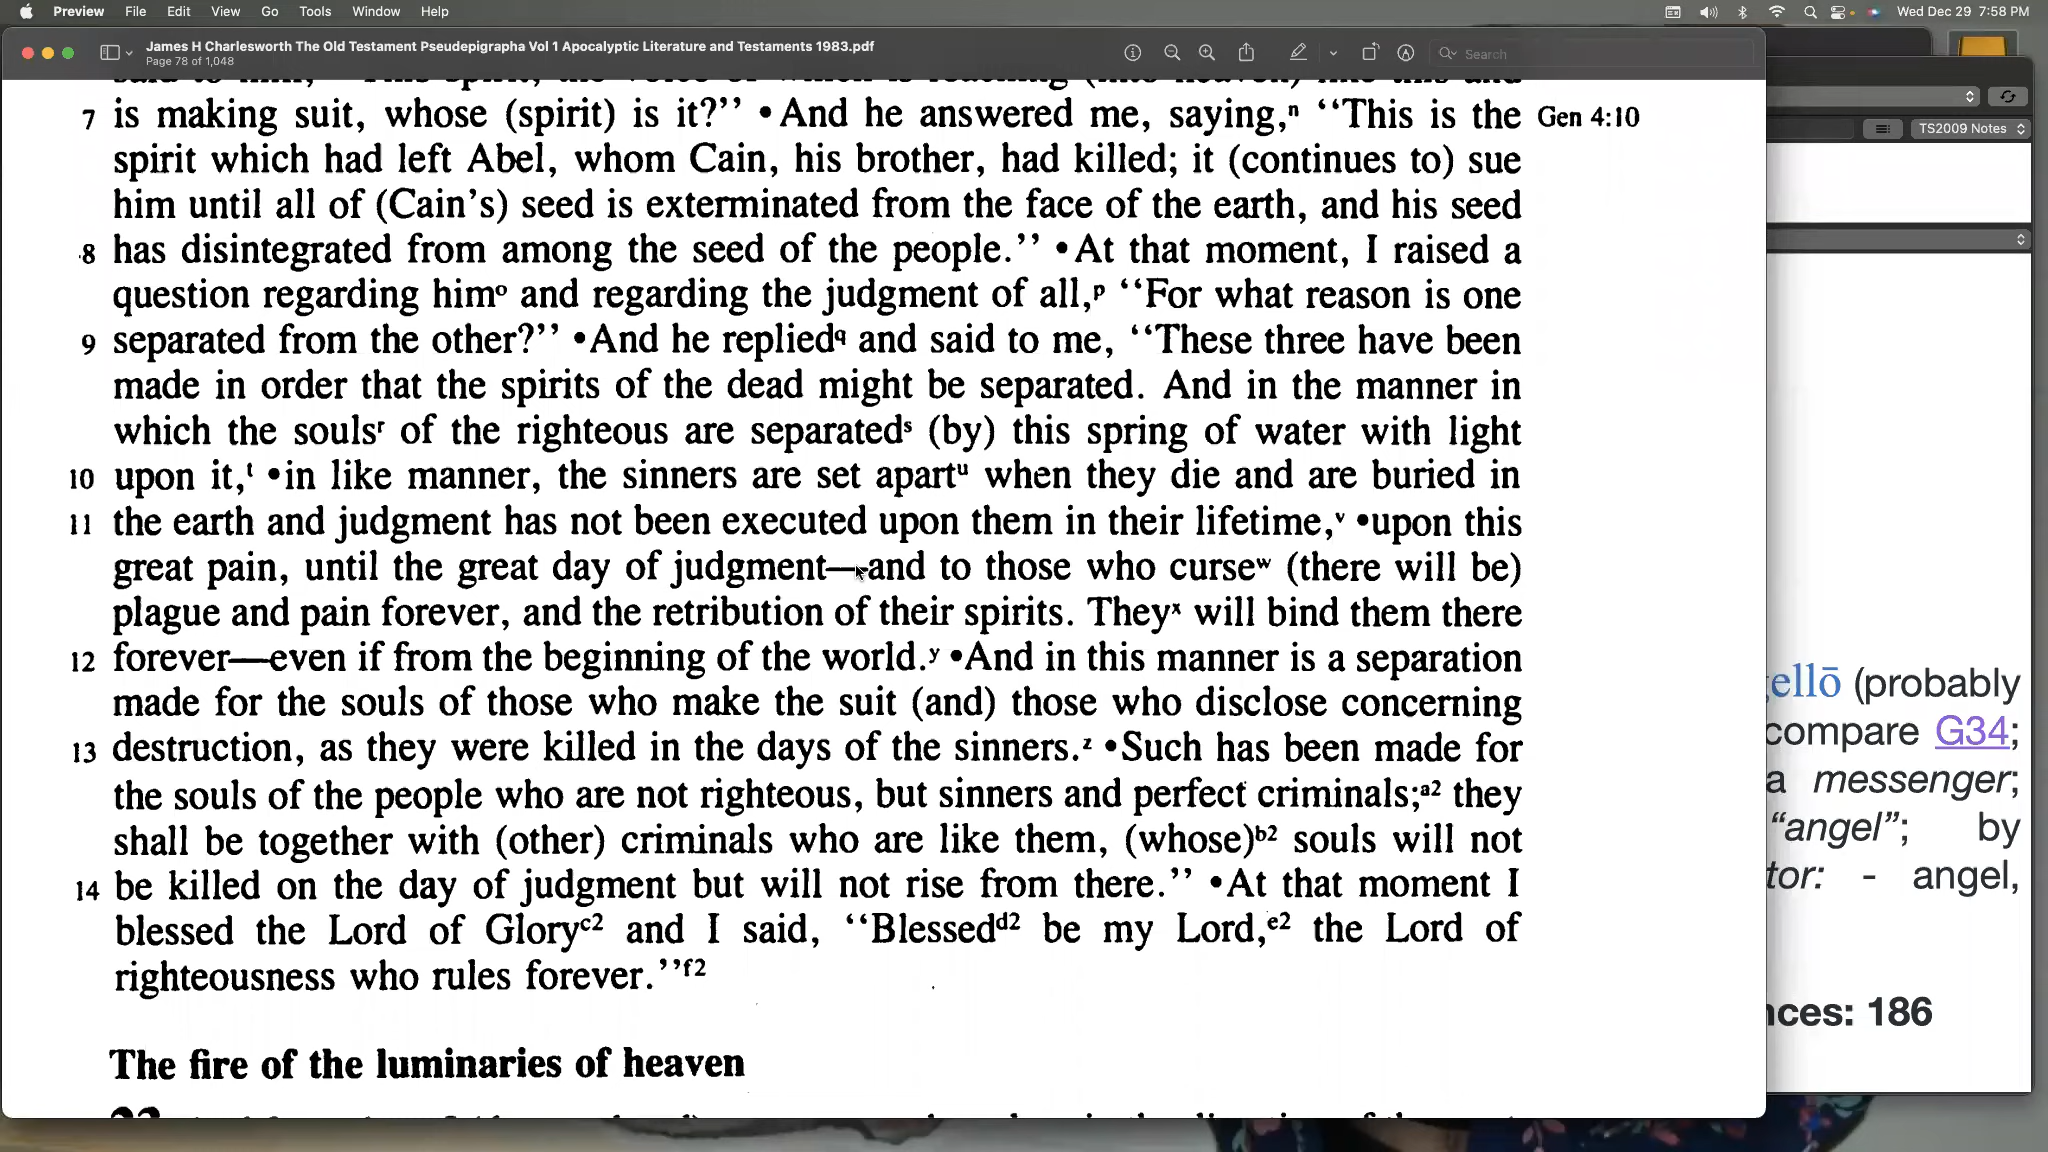 Preview File Edit View Go Tools Window Help Wed Dec 29 7:58 PM
James H Charlesworth The Old Testament Pseudepigrapha Vol 1 Apocalyptic Literature and Testaments 1983.pdf
Page 78 of 1,048
Search
7 is making suit, whose (spirit) is it?’’ •And he answered me, saying,ⁿ ‘‘This is the Gen 4:10
spirit which had left Abel, whom Cain, his brother, had killed; it (continues to) sue
him until all of (Cain’s) seed is exterminated from the face of the earth, and his seed
8 has disintegrated from among the seed of the people.’’ •At that moment, I raised a
question regarding himᵒ and regarding the judgment of all,ᵖ ‘‘For what reason is one
9 separated from the other?’’ •And he repliedq and said to me, ‘‘These three have been
made in order that the spirits of the dead might be separated. And in the manner in
which the soulsʳ of the righteous are separatedˢ (by) this spring of water with light
10 upon it,ᵗ •in like manner, the sinners are set apartᵘ when they die and are buried in
11 the earth and judgment has not been executed upon them in their lifetime,ᵛ •upon this
great pain, until the great day of judgment—and to those who curseʷ (there will be)
plague and pain forever, and the retribution of their spirits. Theyˣ will bind them there
12 forever—even if from the beginning of the world.ʸ •And in this manner is a separation
made for the souls of those who make the suit (and) those who disclose concerning
13 destruction, as they were killed in the days of the sinners.ᶻ •Such has been made for
the souls of the people who are not righteous, but sinners and perfect criminals;ᵃ² they
shall be together with (other) criminals who are like them, (whose)ᵇ² souls will not
14 be killed on the day of judgment but will not rise from there.’’ •At that moment I
blessed the Lord of Gloryᶜ² and I said, ‘‘Blessedᵈ² be my Lord,ᵉ² the Lord of
righteousness who rules forever.’’ᶠ²
The fire of the luminaries of heaven
TS2009 Notes
ellō (probably
compare G34;
a messenger;
“angel”; by
tor: - angel,
nces: 186